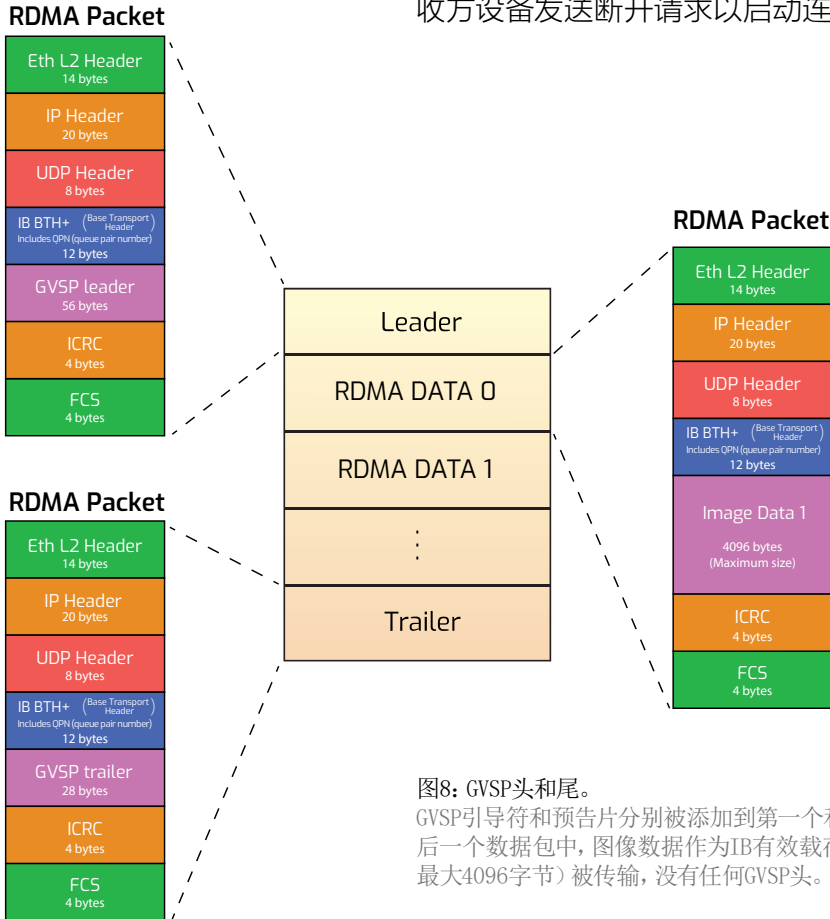 收方设备发送断开请求以启动连
RDMA Packet
Eth L2 Header
14 bytes
IP Header
20 bytes
UDP Header
8 bytes
IB BTH+ (Base Transport Header)
Includes QPN (queue pair number)
12 bytes
GVSP leader
56 bytes
ICRC
4 bytes
FCS
4 bytes
RDMA Packet
Eth L2 Header
14 bytes
IP Header
20 bytes
UDP Header
8 bytes
IB BTH+ (Base Transport Header)
Includes QPN (queue pair number)
12 bytes
GVSP trailer
28 bytes
ICRC
4 bytes
FCS
4 bytes
Leader
RDMA DATA 0
RDMA DATA 1
⋮
Trailer
RDMA Packet
Eth L2 Header
14 bytes
IP Header
20 bytes
UDP Header
8 bytes
IB BTH+ (Base Transport Header)
Includes QPN (queue pair number)
12 bytes
Image Data 1
4096 bytes
(Maximum size)
ICRC
4 bytes
FCS
4 bytes
图8: GVSP头和尾。
GVSP引导符和预告片分别被添加到第一个和
后一个数据包中, 图像数据作为IB有效载荷
最大4096字节）被传输, 没有任何GVSP头。